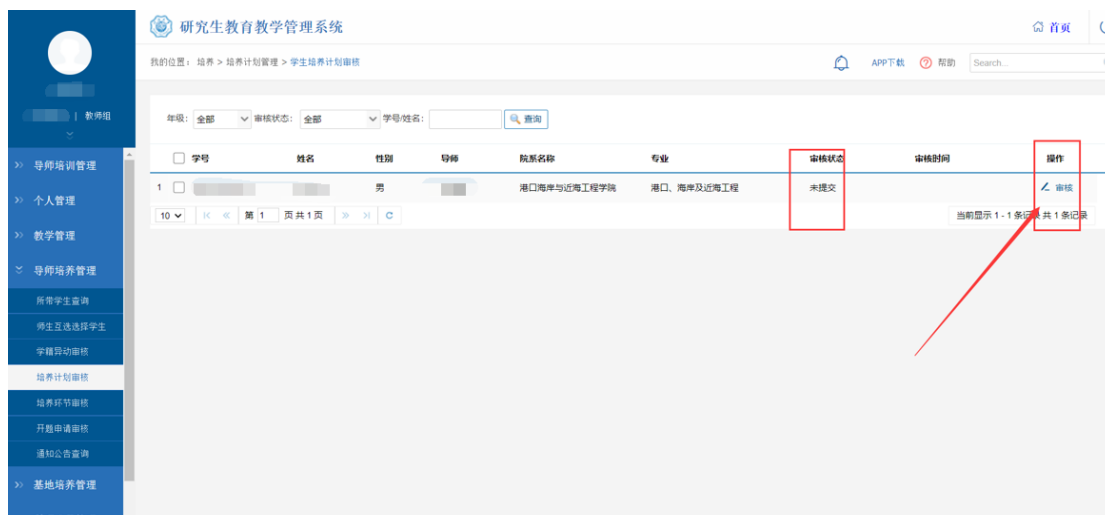 研究生教育教学管理系统
首页
我的位置： 培养 > 培养计划管理 > 学生培养计划审核
APP下载
帮助
Search...
| 教师组
年级: 全部 审核状态: 全部 学号/姓名: 查询
学号 姓名 性别 导师 院系名称 专业 审核状态 审核时间 操作
1 男 港口海岸与近海工程学院 港口、海岸及近海工程 未提交 审核
10 第 1 页 共 1 页
当前显示 1 - 1 条记录 共 1 条记录
导师培训管理
个人管理
教学管理
导师培养管理
所带学生查询
师生互选选择学生
学籍异动审核
培养计划审核
培养环节审核
开题申请审核
通知公告查询
基地培养管理